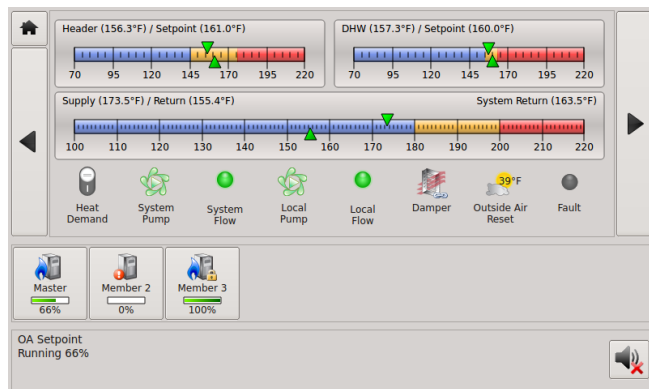 Header (156.3°F) / Setpoint (161.0°F)
70 95 120 145 170 195 220
DHW (157.3°F) / Setpoint (160.0°F)
70 95 120 145 170 195 220
Supply (173.5°F) / Return (155.4°F) System Return (163.5°F)
100 110 120 130 140 150 160 170 180 190 200 210 220
39°F
Heat
Demand
System
Pump
System
Flow
Local
Pump
Local
Flow
Damper
Outside Air
Reset
Fault
Master
66%
Member 2
0%
Member 3
100%
OA Setpoint
Running 66%